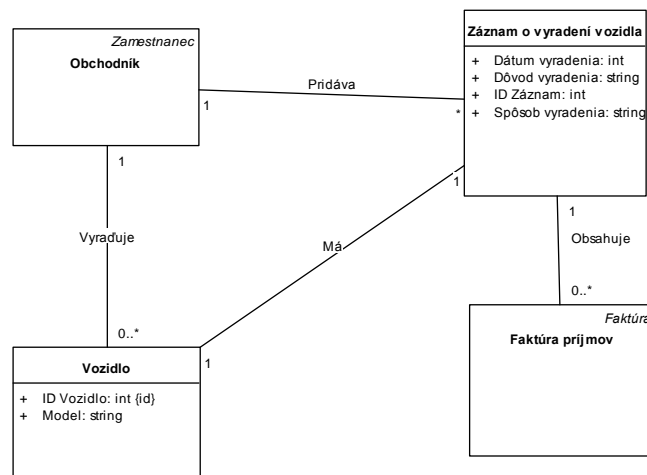 Zamestnanec
Obchodník
Záznam o vyradení vozidla
+ Dátum vyradenia: int
+ Dôvod vyradenia: string
+ ID Záznam: int
+ Spôsob vyradenia: string
Pridáva
1
*
1
1
1
Vyraďuje
Má
Obsahuje
0..*
0..*
Faktúra
Faktúra príjmov
Vozidlo
1
+ ID Vozidlo: int {id}
+ Model: string